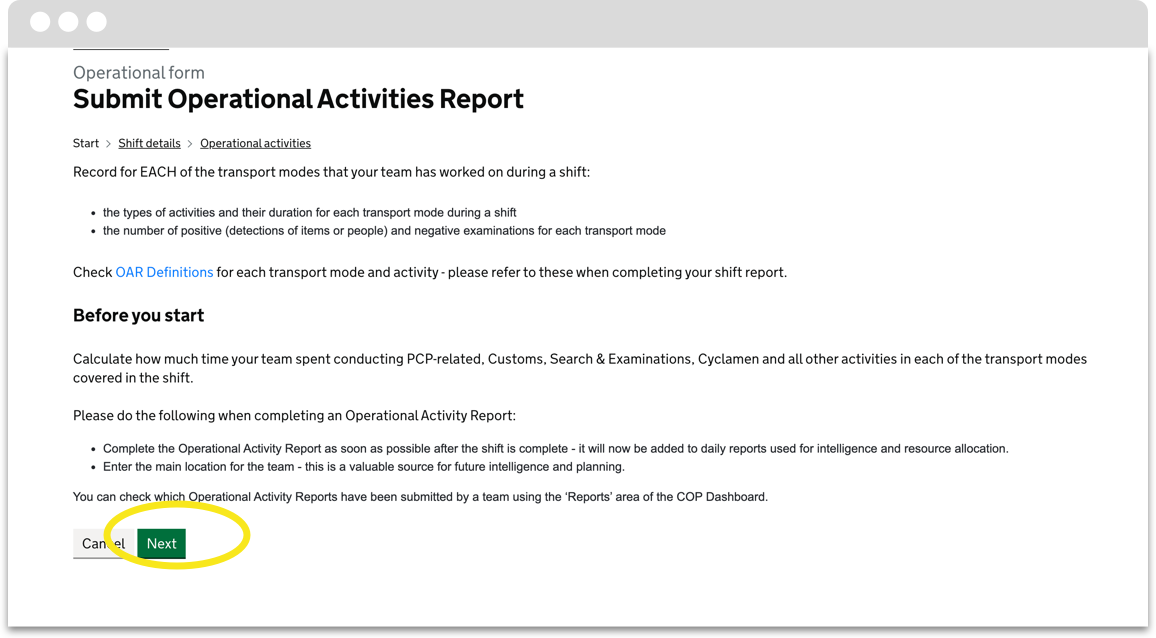 Operational form
Submit Operational Activities Report
Start > Shift details > Operational activities
Record for EACH of the transport modes that your team has worked on during a shift:
• the types of activities and their duration for each transport mode during a shift
• the number of positive (detections of items or people) and negative examinations for each transport mode
Check OAR Definitions for each transport mode and activity - please refer to these when completing your shift report.
Before you start
Calculate how much time your team spent conducting PCP-related, Customs, Search & Examinations, Cyclamen and all other activities in each of the transport modes
covered in the shift.
Please do the following when completing an Operational Activity Report:
• Complete the Operational Activity Report as soon as possible after the shift is complete - it will now be added to daily reports used for intelligence and resource allocation.
• Enter the main location for the team - this is a valuable source for future intelligence and planning.
You can check which Operational Activity Reports have been submitted by a team using the ‘Reports’ area of the COP Dashboard.
Cancel Next